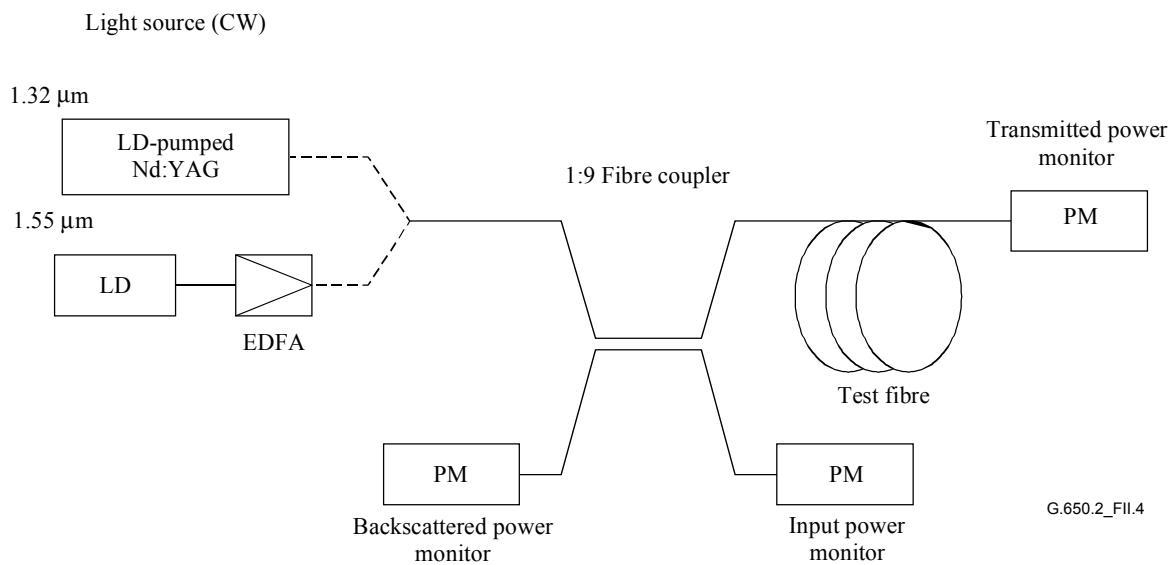 Light source (CW)
1.32 μm
LD-pumped
Nd:YAG
1.55 μm
LD
EDFA
1:9 Fibre coupler
Transmitted power
monitor
PM
Test fibre
PM
Backscattered power
monitor
PM
Input power
monitor
G.650.2_FII.4